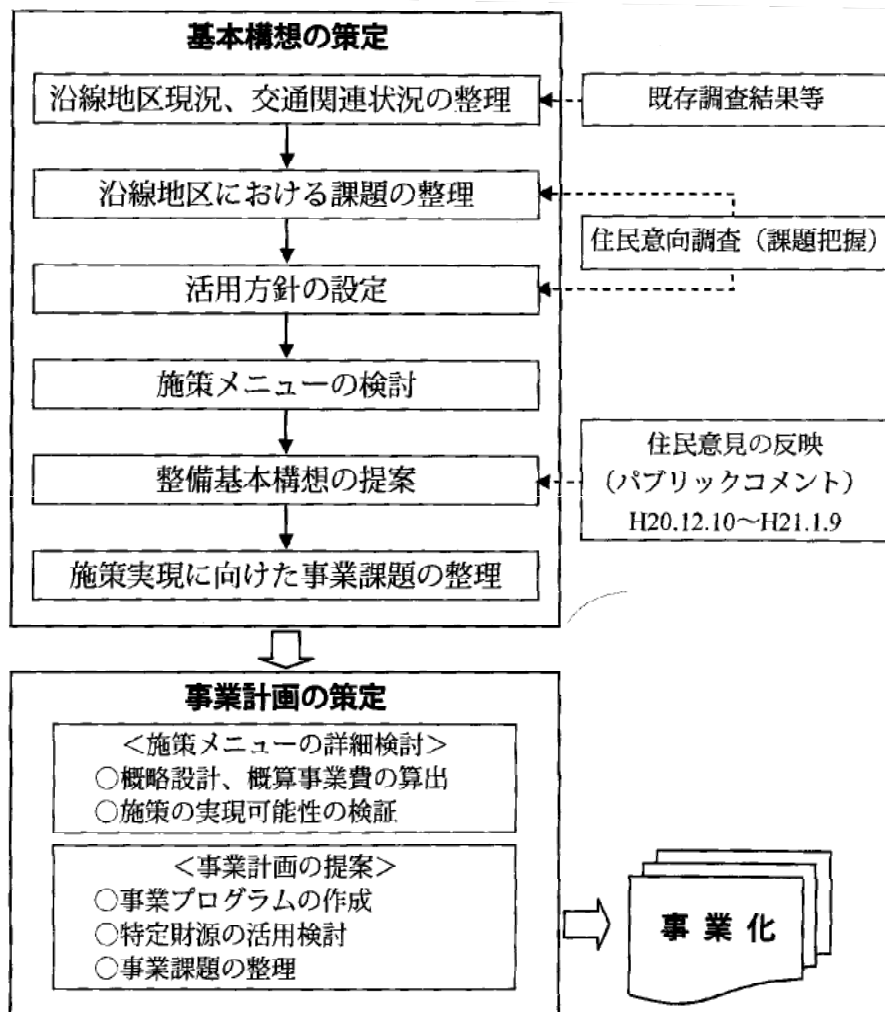 基本構想の策定
沿線地区現況、交通関連状況の整理
既存調査結果等
沿線地区における課題の整理
住民意向調査（課題把握）
活用方針の設定
施策メニューの検討
整備基本構想の提案
住民意見の反映
（パブリックコメント）
H20.12.10～H21.1.9
施策実現に向けた事業課題の整理
事業計画の策定
＜施策メニューの詳細検討＞
○概略設計、概算事業費の算出
○施策の実現可能性の検証
＜事業計画の提案＞
○事業プログラムの作成
○特定財源の活用検討
○事業課題の整理
事業化